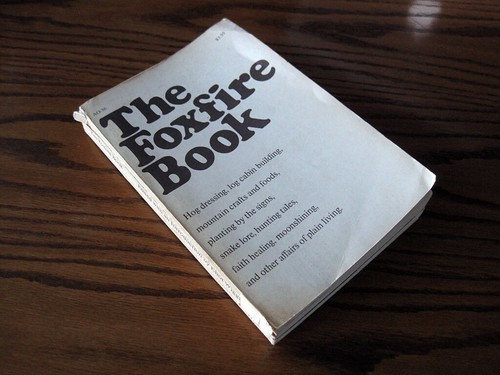 The
Foxfire
Book
Hog dressing, log cabin building,
mountain crafts and foods,
planting by the signs,
snake lore, hunting tales,
faith healing, moonshining,
and other affairs of plain living.